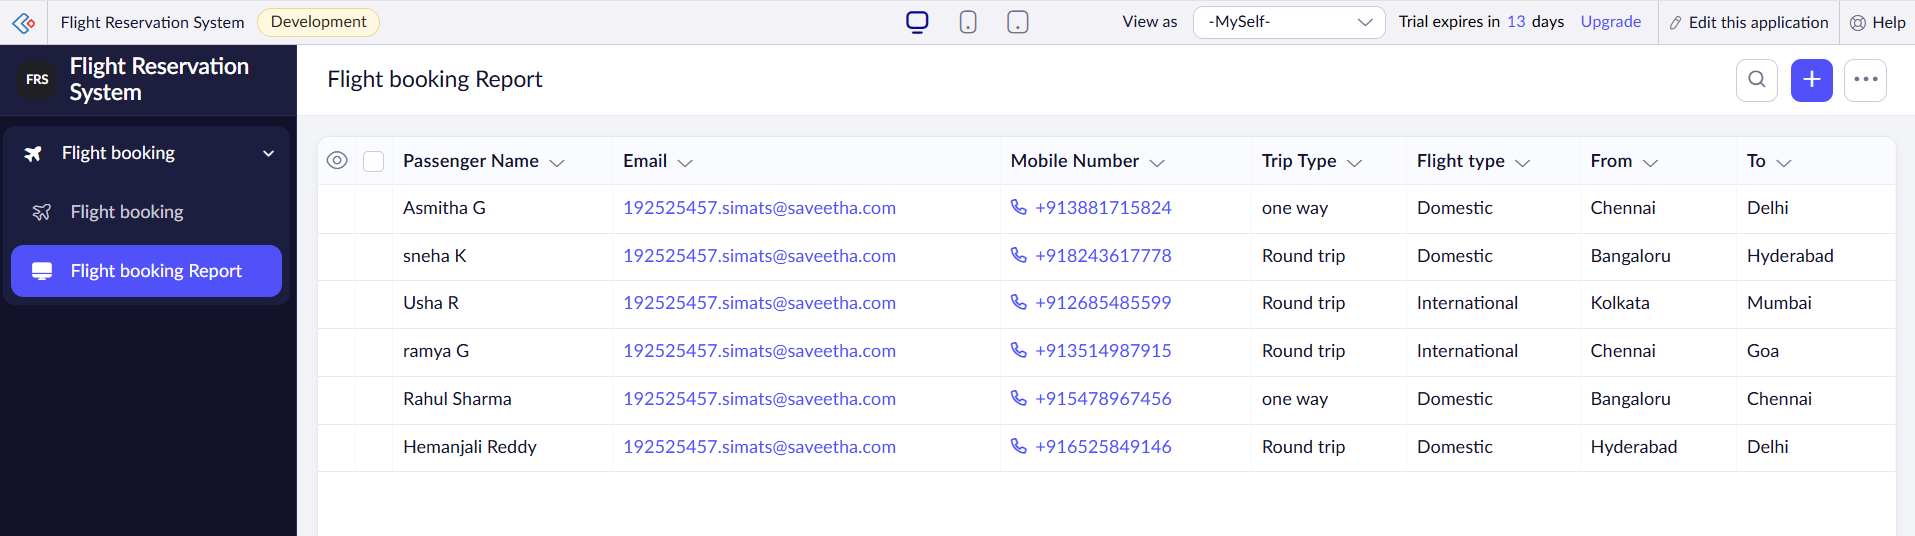 Flight Reservation System Development View as -MySelf- Trial expires in 13 days Upgrade Edit this application Help
FRS Flight Reservation System
Flight booking
Flight booking
Flight booking Report
Flight booking Report
Passenger Name Email Mobile Number Trip Type Flight type From To
Asmitha G 192525457.simats@saveetha.com +913881715824 one way Domestic Chennai Delhi
sneha K 192525457.simats@saveetha.com +918243617778 Round trip Domestic Bangaloru Hyderabad
Usha R 192525457.simats@saveetha.com +912685485599 Round trip International Kolkata Mumbai
ramya G 192525457.simats@saveetha.com +913514987915 Round trip International Chennai Goa
Rahul Sharma 192525457.simats@saveetha.com +915478967456 one way Domestic Bangaloru Chennai
Hemanjali Reddy 192525457.simats@saveetha.com +916525849146 Round trip Domestic Hyderabad Delhi